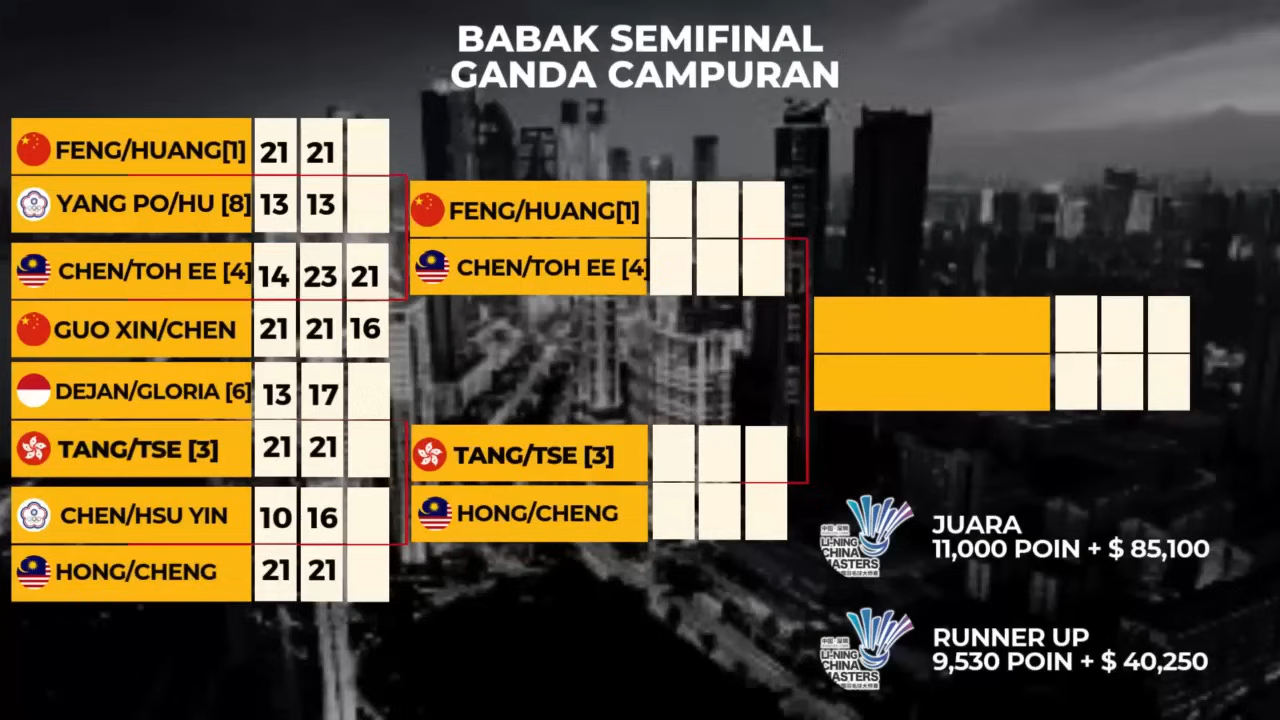 BABAK SEMIFINAL
GANDA CAMPURAN
FENG/HUANG[1] 21 21
YANG PO/HU [8] 13 13
CHEN/TOH EE [4] 14 23 21
GUO XIN/CHEN 21 21 16
DEJAN/GLORIA [6] 13 17
TANG/TSE [3] 21 21
CHEN/HSU YIN 10 16
HONG/CHENG 21 21
FENG/HUANG[1]
CHEN/TOH EE [4]
TANG/TSE [3]
HONG/CHENG
LI-NING
CHINA
MASTERS
JUARA
11,000 POIN + $ 85,100
LI-NING
CHINA
MASTERS
RUNNER UP
9,530 POIN + $ 40,250